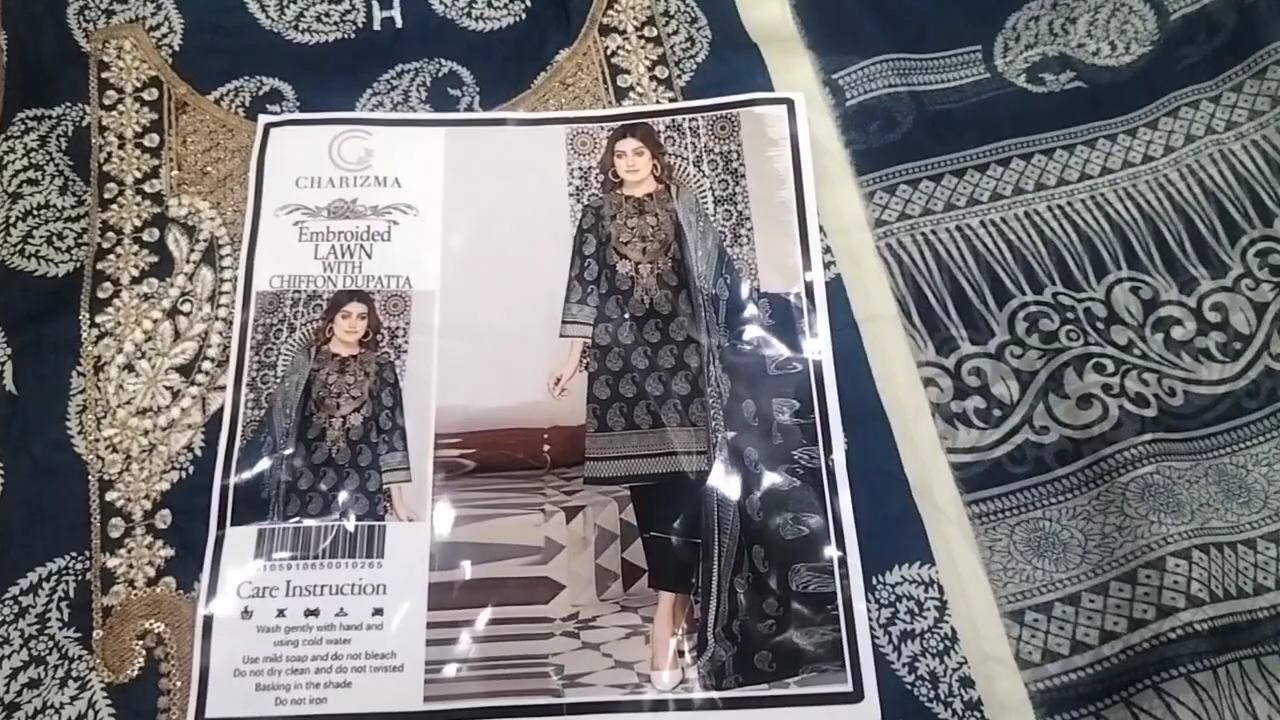 CHARIZMA
Embroided
LAWN
WITH
CHIFFON DUPATTA
105910650010265
Care Instruction
Wash gently with hand and
using cold water
Use mild soap and do not bleach
Do not dry clean and do not twisted
Basking in the shade
Do not iron